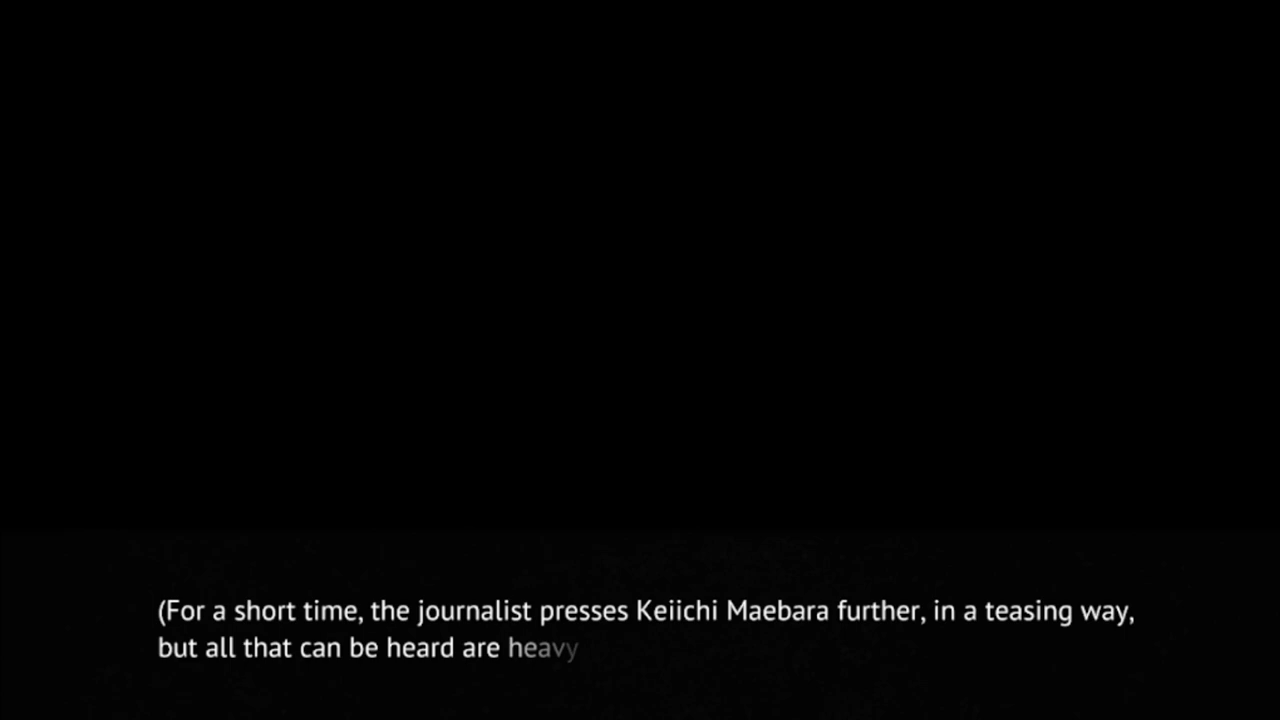 (For a short time, the journalist presses Keiichi Maebara further, in a teasing way,
but all that can be heard are heavy